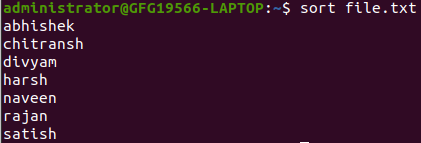 administrator@GFG19566-LAPTOP:~$ sort file.txt
abhishek
chitransh
divyam
harsh
naveen
rajan
satish